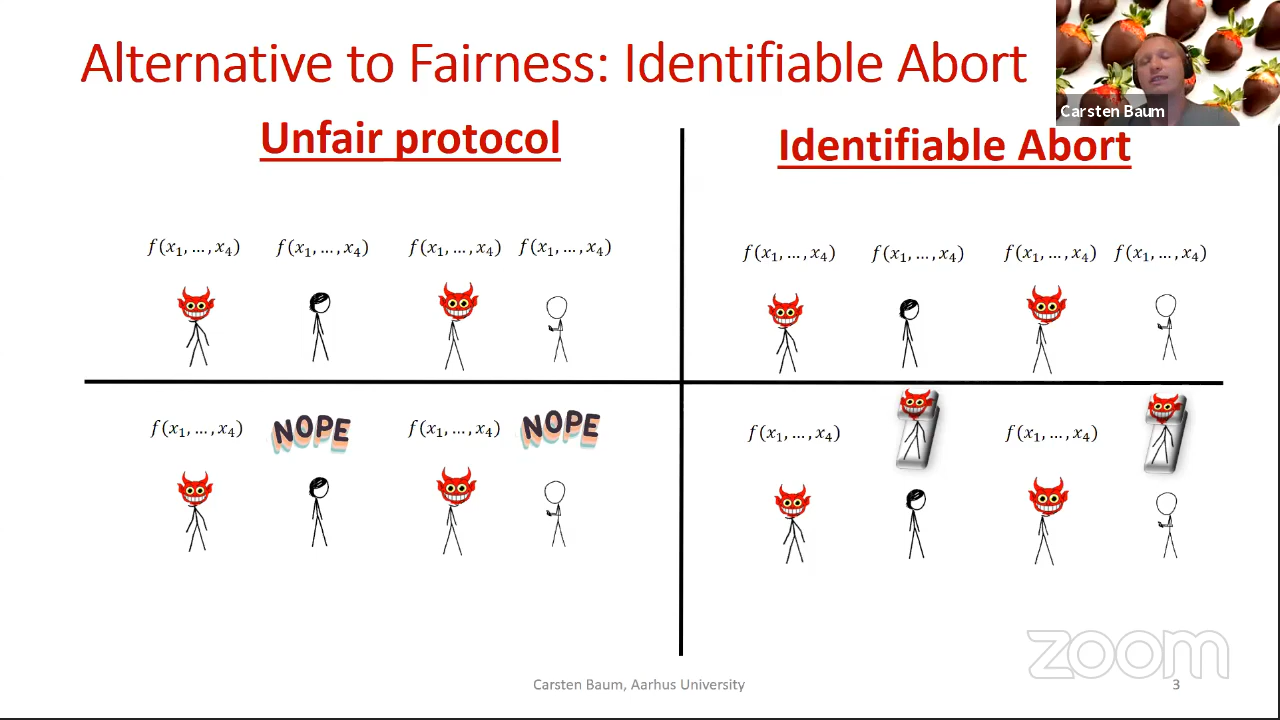 Alternative to Fairness: Identifiable Abort
Carsten Baum
Unfair protocol
Identifiable Abort
f(x₁, …, x₄) f(x₁, …, x₄) f(x₁, …, x₄) f(x₁, …, x₄)
f(x₁, …, x₄) f(x₁, …, x₄) f(x₁, …, x₄) f(x₁, …, x₄)
f(x₁, …, x₄) NOPE f(x₁, …, x₄) NOPE
f(x₁, …, x₄) f(x₁, …, x₄)
zoom
Carsten Baum, Aarhus University
3